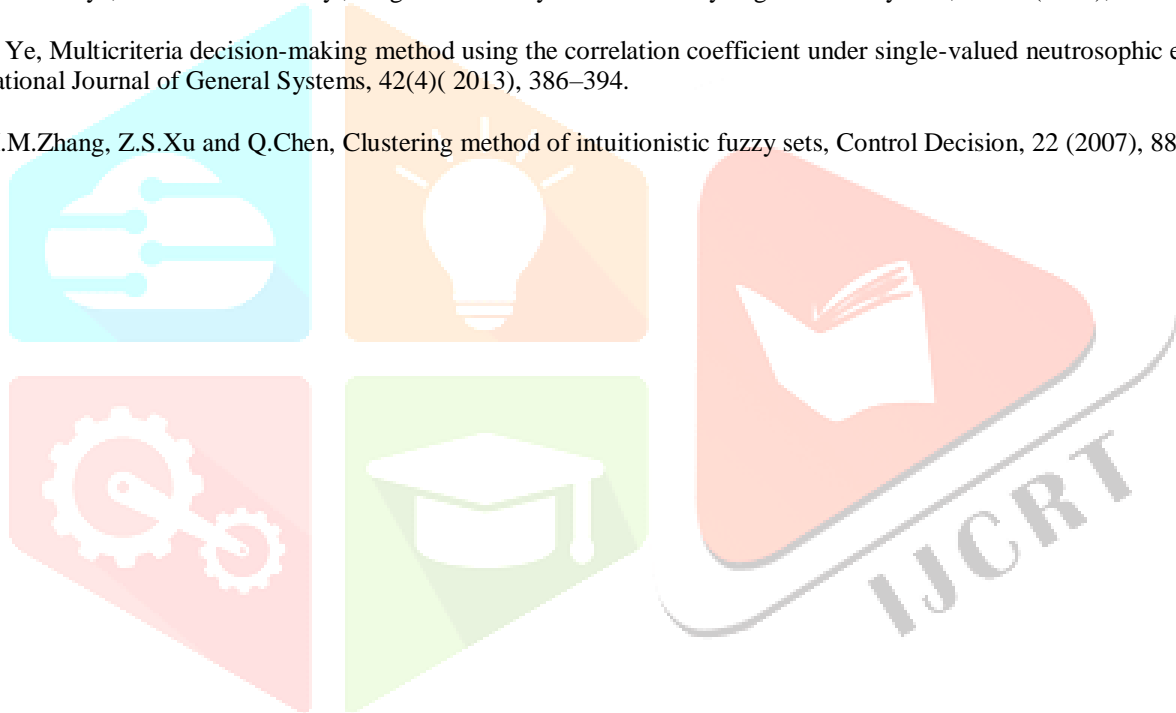 Ye, Multicriteria decision-making method using the correlation coefficient under single-valued neutrosophic e
ational Journal of General Systems, 42(4)( 2013), 386–394.
.M.Zhang, Z.S.Xu and Q.Chen, Clustering method of intuitionistic fuzzy sets, Control Decision, 22 (2007), 88
IJCRT